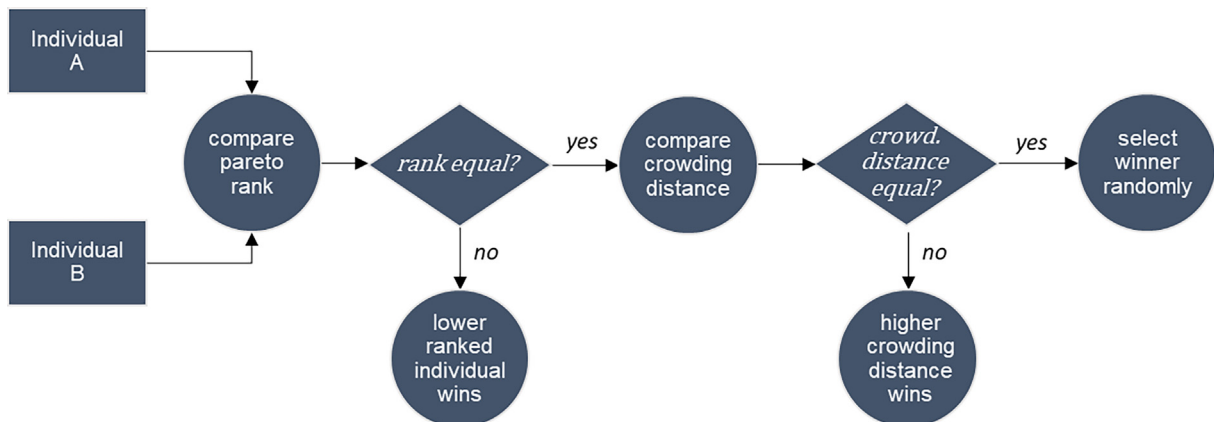 Individual
A
Individual
B
compare
pareto
rank
rank equal?
yes
no
lower
ranked
individual
wins
compare
crowding
distance
crowd.
distance
equal?
yes
no
higher
crowding
distance
wins
select
winner
randomly